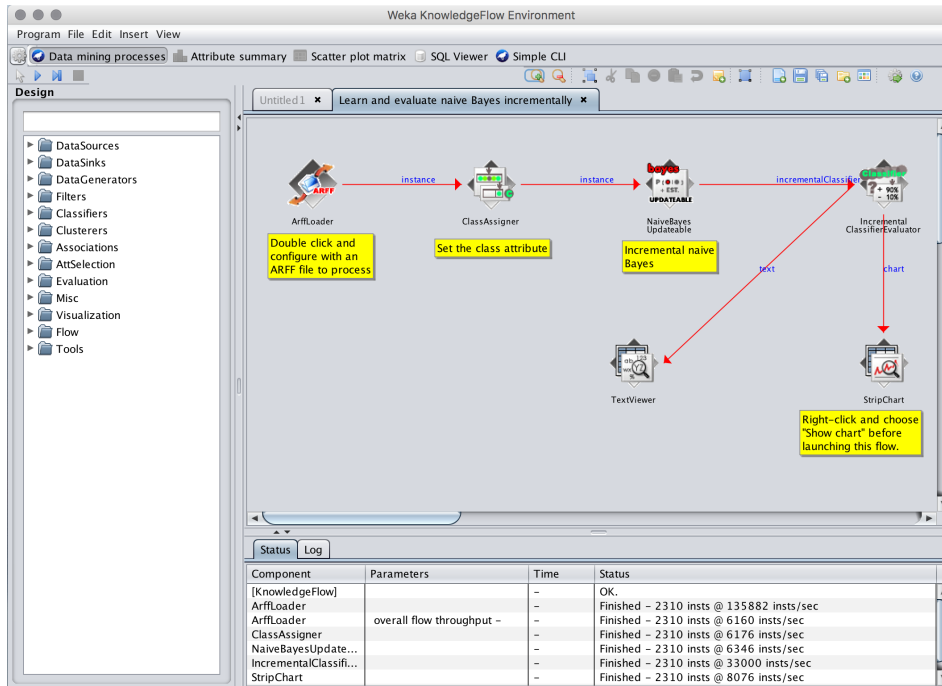 Weka KnowledgeFlow Environment
Program File Edit Insert View
Data mining processes Attribute summary Scatter plot matrix SQL Viewer Simple CLI
Design
Untitled1 × Learn and evaluate naive Bayes incrementally ×
DataSources
DataSinks
DataGenerators
Filters
Classifiers
Clusterers
Associations
AttSelection
Evaluation
Misc
Visualization
Flow
Tools
ARFF
instance
instance
bayes
+ EST.
UPDATEABLE
incrementalClassifier
+ 90%
- 10%
ArffLoader
ClassAssigner
NaiveBayes
Updateable
Incremental
ClassifierEvaluator
Double click and
configure with an
ARFF file to process
Set the class attribute
Incremental naive
Bayes
text
chart
TextViewer
StripChart
Right-click and choose
"Show chart" before
launching this flow.
Status Log
Component Parameters Time Status
[KnowledgeFlow] - OK.
ArffLoader - Finished - 2310 insts @ 135882 insts/sec
ArffLoader overall flow throughput - - Finished - 2310 insts @ 6160 insts/sec
ClassAssigner - Finished - 2310 insts @ 6176 insts/sec
NaiveBayesUpdate... - Finished - 2310 insts @ 6346 insts/sec
IncrementalClassifi... - Finished - 2310 insts @ 33000 insts/sec
StripChart - Finished - 2310 insts @ 8076 insts/sec